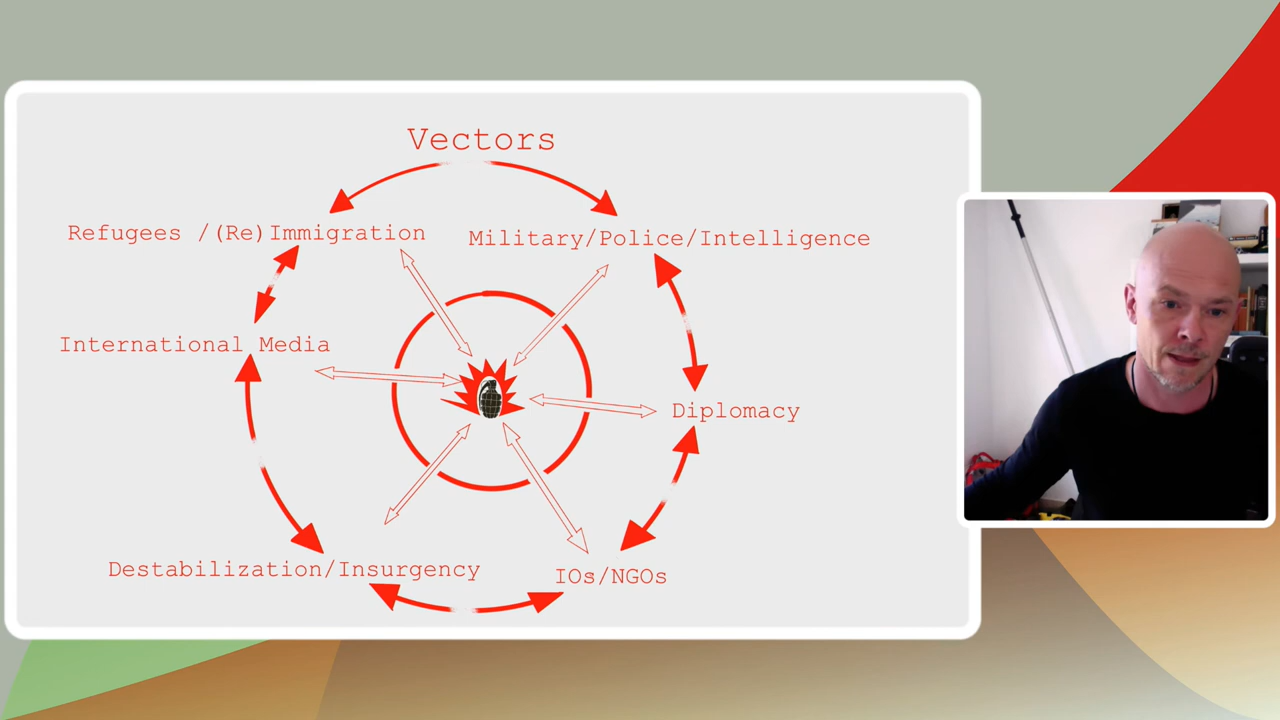 Vectors
Refugees /(Re)Immigration
Military/Police/Intelligence
International Media
Diplomacy
Destabilization/Insurgency
IOs/NGOs